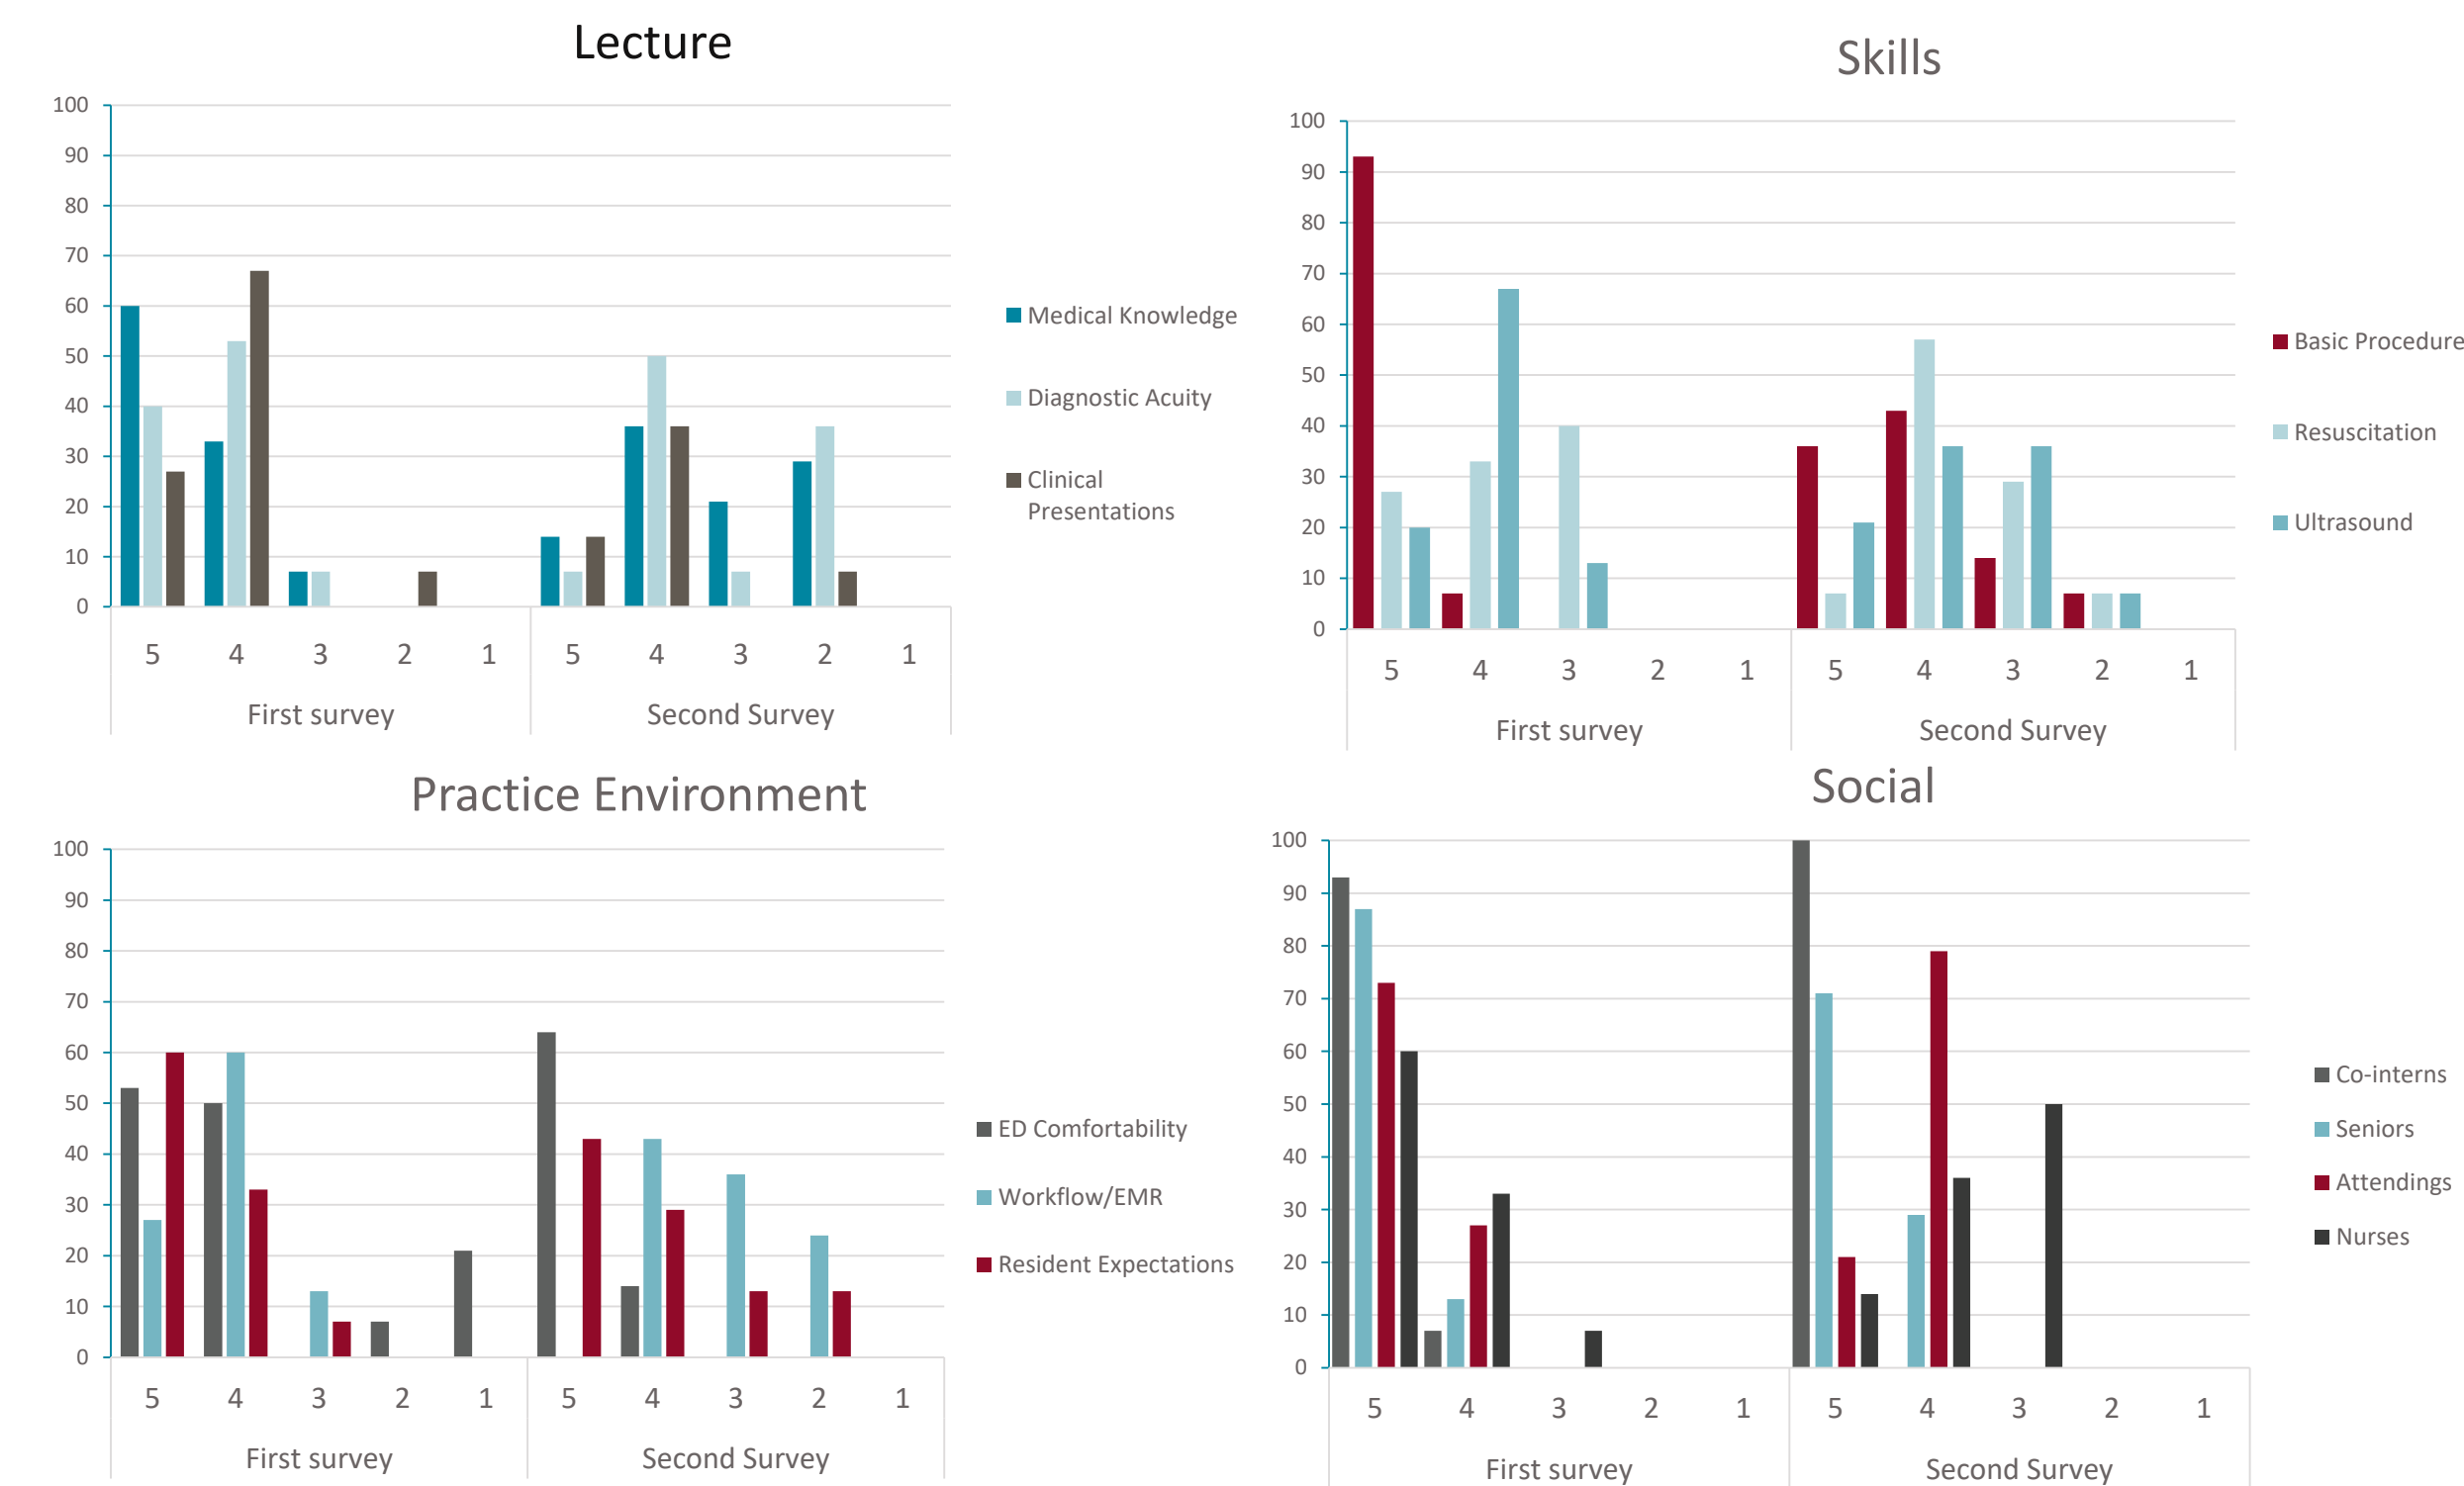 Lecture
100
90
80
70
60
50
40
30
20
10
0
5 4 3 2 1 5 4 3 2 1
First survey Second Survey
Medical Knowledge
Diagnostic Acuity
Clinical
Presentations
Skills
100
90
80
70
60
50
40
30
20
10
0
5 4 3 2 1 5 4 3 2 1
First survey Second Survey
Basic Procedure
Resuscitation
Ultrasound
Practice Environment
100
90
80
70
60
50
40
30
20
10
0
5 4 3 2 1 5 4 3 2 1
First survey Second Survey
ED Comfortability
Workflow/EMR
Resident Expectations
Social
100
90
80
70
60
50
40
30
20
10
0
5 4 3 2 1 5 4 3 2 1
First survey Second Survey
Co-interns
Seniors
Attendings
Nurses